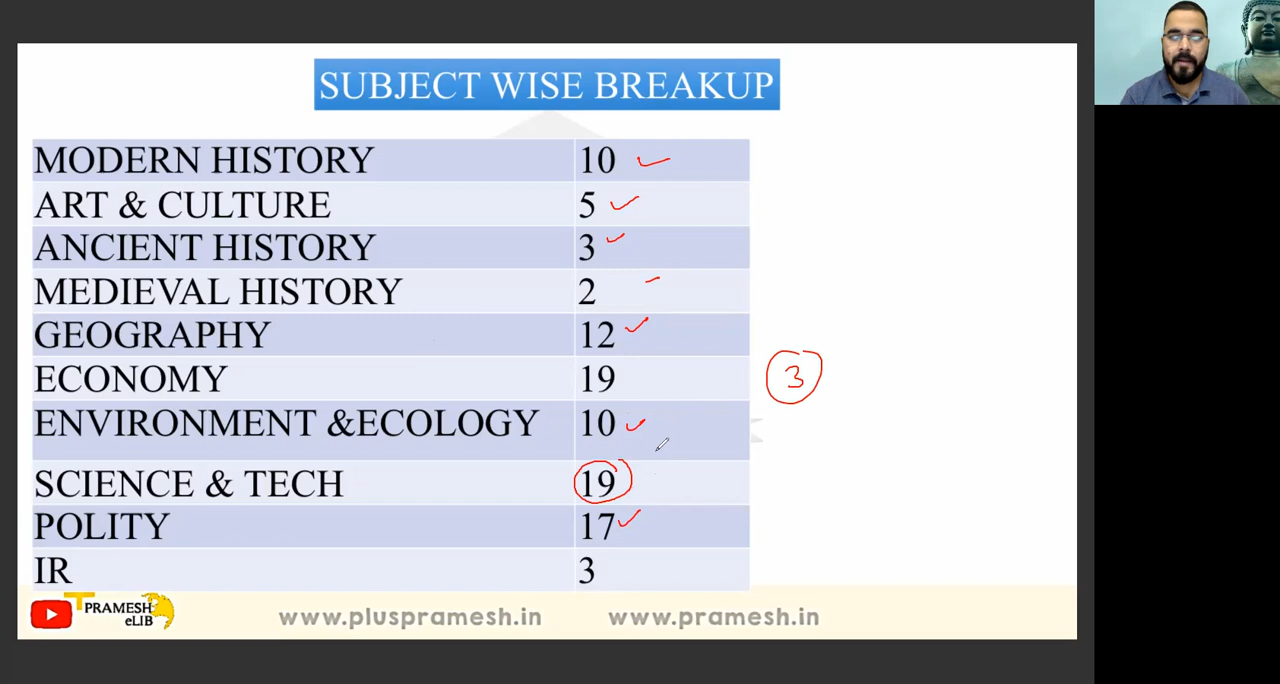 SUBJECT WISE BREAKUP
MODERN HISTORY 10
ART & CULTURE 5
ANCIENT HISTORY 3
MEDIEVAL HISTORY 2
GEOGRAPHY 12
ECONOMY 19
3
ENVIRONMENT &ECOLOGY 10
SCIENCE & TECH 19
POLITY 17
IR 3
PRAMESH
eLIB
www.pluspramesh.in www.pramesh.in